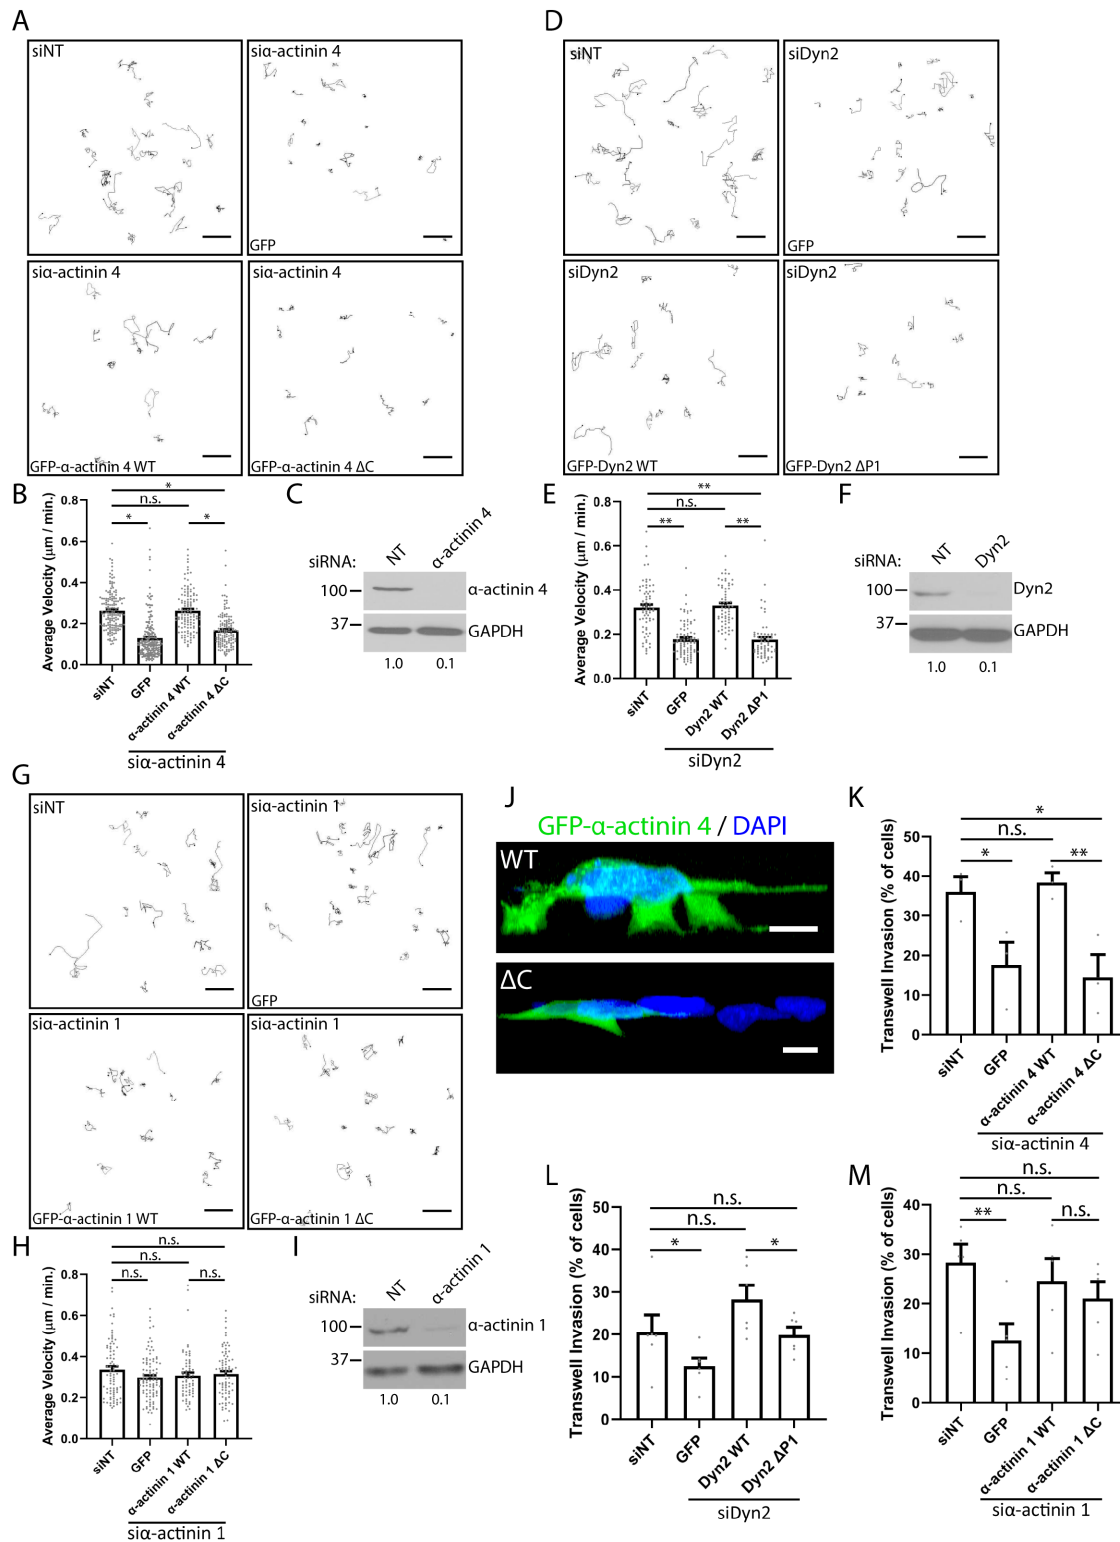 A
siNT
siα-actinin 4
GFP
siα-actinin 4
GFP-α-actinin 4 WT
siα-actinin 4
GFP-α-actinin 4 ΔC
D
siNT
siDyn2
GFP
siDyn2
GFP-Dyn2 WT
siDyn2
GFP-Dyn2 ΔP1
B
Average Velocity (μm / min.)
0.8
0.6
0.4
0.2
0.0
*
n.s.
*
*
siNT
GFP
α-actinin 4 WT
α-actinin 4 ΔC
siα-actinin 4
C
siRNA:
NT
α-actinin 4
100
α-actinin 4
37
GAPDH
1.0
0.1
E
Average Velocity (μm / min.)
0.8
0.6
0.4
0.2
0.0
**
n.s.
**
**
siNT
GFP
Dyn2 WT
Dyn2 ΔP1
siDyn2
F
siRNA:
NT
Dyn2
100
Dyn2
37
GAPDH
1.0
0.1
G
siNT
siα-actinin 1
GFP
siα-actinin 1
GFP-α-actinin 1 WT
siα-actinin 1
GFP-α-actinin 1 ΔC
H
Average Velocity (μm / min.)
0.8
0.6
0.4
0.2
0.0
n.s.
n.s.
n.s.
n.s.
siNT
GFP
α-actinin 1 WT
α-actinin 1 ΔC
siα-actinin 1
I
siRNA:
NT
α-actinin 1
100
α-actinin 1
37
GAPDH
1.0
0.1
J
GFP-α-actinin 4 / DAPI
WT
ΔC
K
Transwell Invasion (% of cells)
50
40
30
20
10
0
*
n.s.
*
**
siNT
GFP
α-actinin 4 WT
α-actinin 4 ΔC
siα-actinin 4
L
Transwell Invasion (% of cells)
50
40
30
20
10
0
n.s.
n.s.
*
*
siNT
GFP
Dyn2 WT
Dyn2 ΔP1
siDyn2
M
Transwell Invasion (% of cells)
40
30
20
10
0
n.s.
n.s.
**
n.s.
siNT
GFP
α-actinin 1 WT
α-actinin 1 ΔC
siα-actinin 1